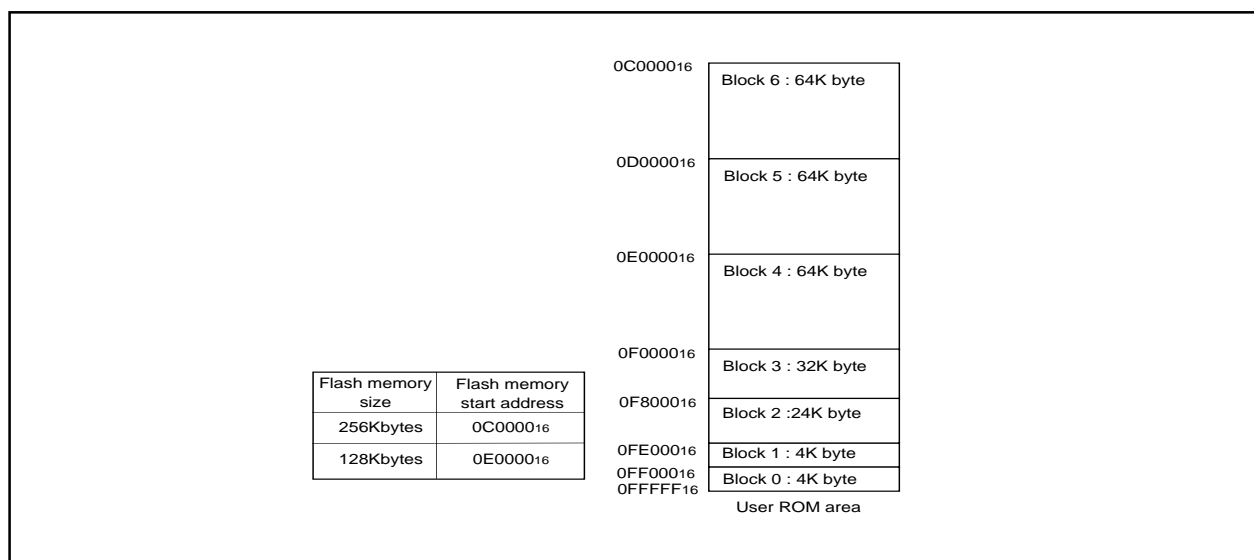 0C000016
Block 6 : 64K byte
0D000016
Block 5 : 64K byte
0E000016
Block 4 : 64K byte
0F000016
Block 3 : 32K byte
0F800016
Block 2 :24K byte
0FE00016
Block 1 : 4K byte
0FF00016
Block 0 : 4K byte
0FFFFF16
User ROM area
Flash memory size
Flash memory start address
256Kbytes
0C000016
128Kbytes
0E000016